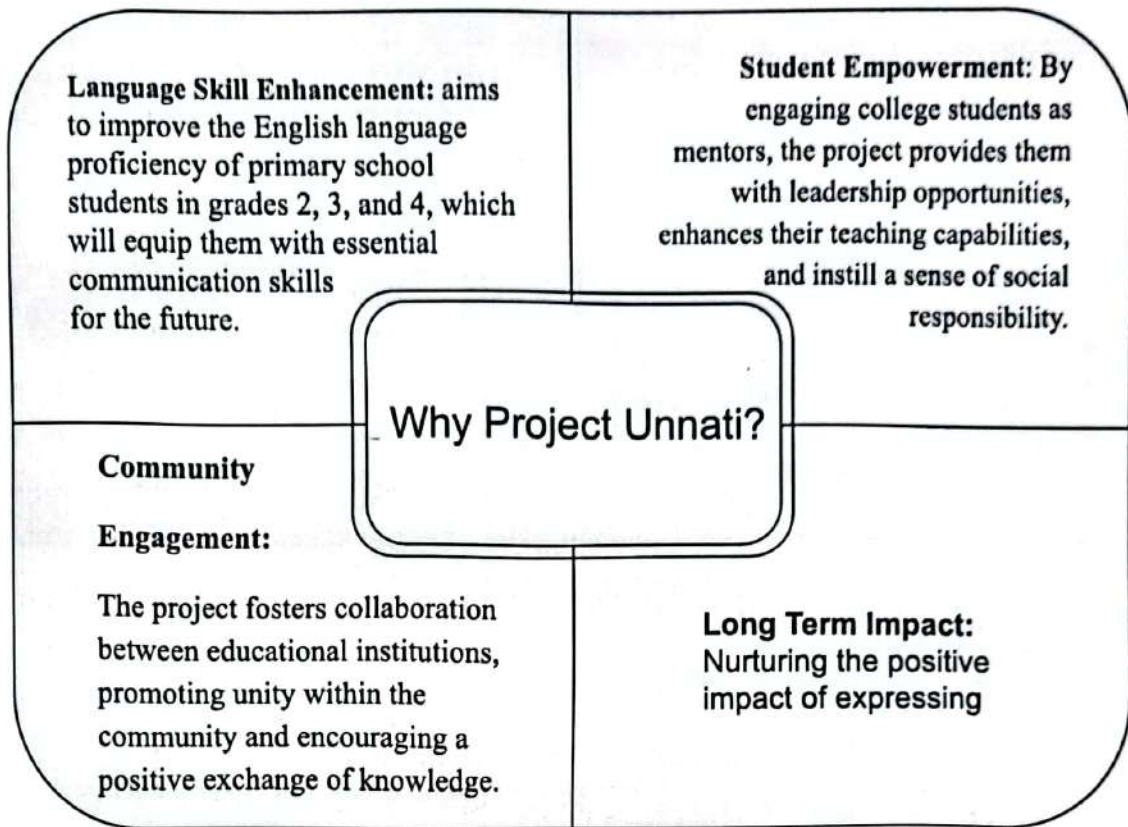 Language Skill Enhancement: aims
to improve the English language
proficiency of primary school
students in grades 2, 3, and 4, which
will equip them with essential
communication skills
for the future.
Student Empowerment: By
engaging college students as
mentors, the project provides them
with leadership opportunities,
enhances their teaching capabilities,
and instill a sense of social
responsibility.
Why Project Unnati?
Community
Engagement:
The project fosters collaboration
between educational institutions,
promoting unity within the
community and encouraging a
positive exchange of knowledge.
Long Term Impact:
Nurturing the positive
impact of expressing